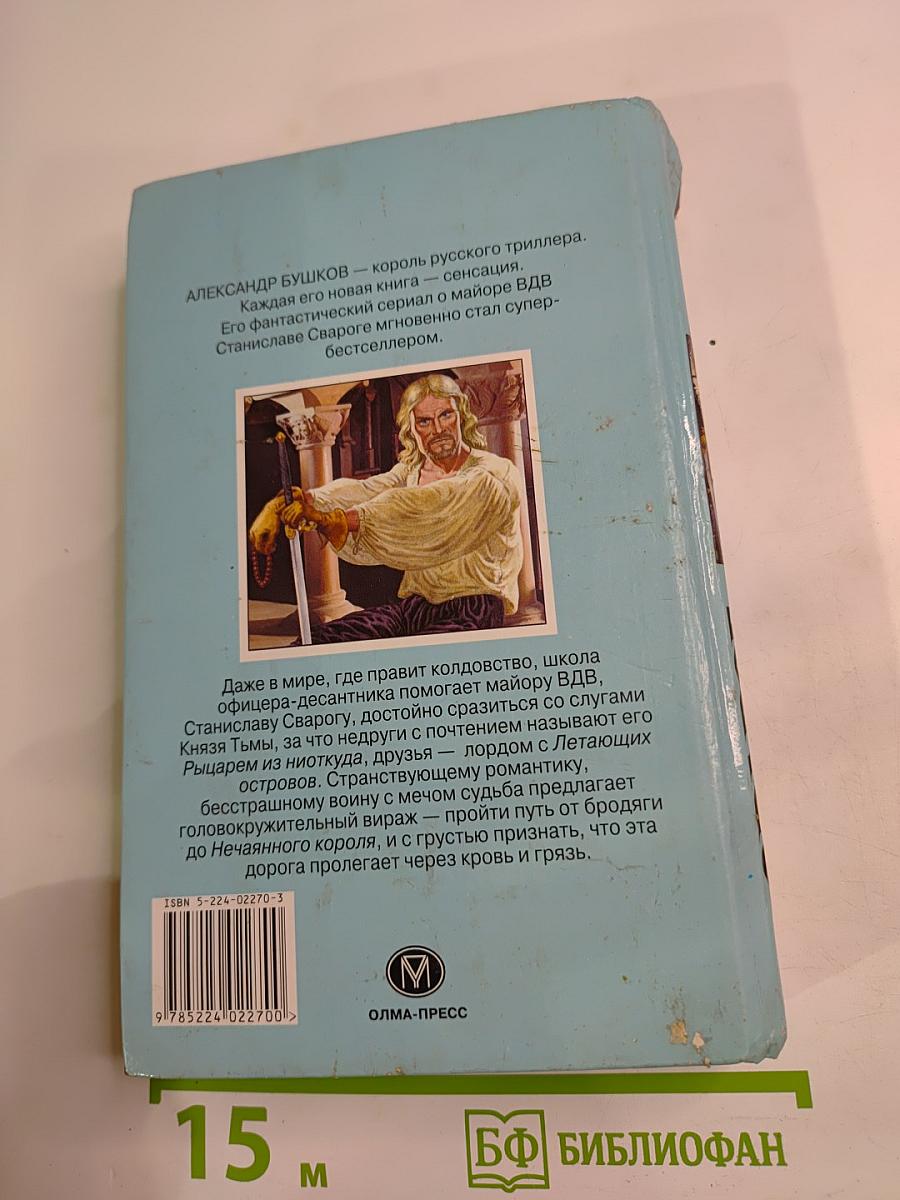 АЛЕКСАНДР БУШКОВ — король русского триллера.
Каждая его новая книга — сенсация.
Его фантастический сериал о майоре ВДВ
Станиславе Свароге мгновенно стал супер-
бестселлером.
Даже в мире, где правит колдовство, школа
офицера-десантника помогает майору ВДВ,
Станиславу Сварогу, достойно сразиться со слугами
Князя Тьмы, за что недруги с почтением называют его
Рыцарем из ниоткуда, друзья — лордом с Летающих
островов. Странствующему романтику,
бесстрашному воину с мечом судьба предлагает
головокружительный вираж — пройти путь от бродяги
до Нечаянного короля, и с грустью признать, что эта
дорога пролегает через кровь и грязь.
ISBN 5-224-02270-3
9 785224 022700 >
ОЛМА-ПРЕСС
15 м
БФ БИБЛИОФАН